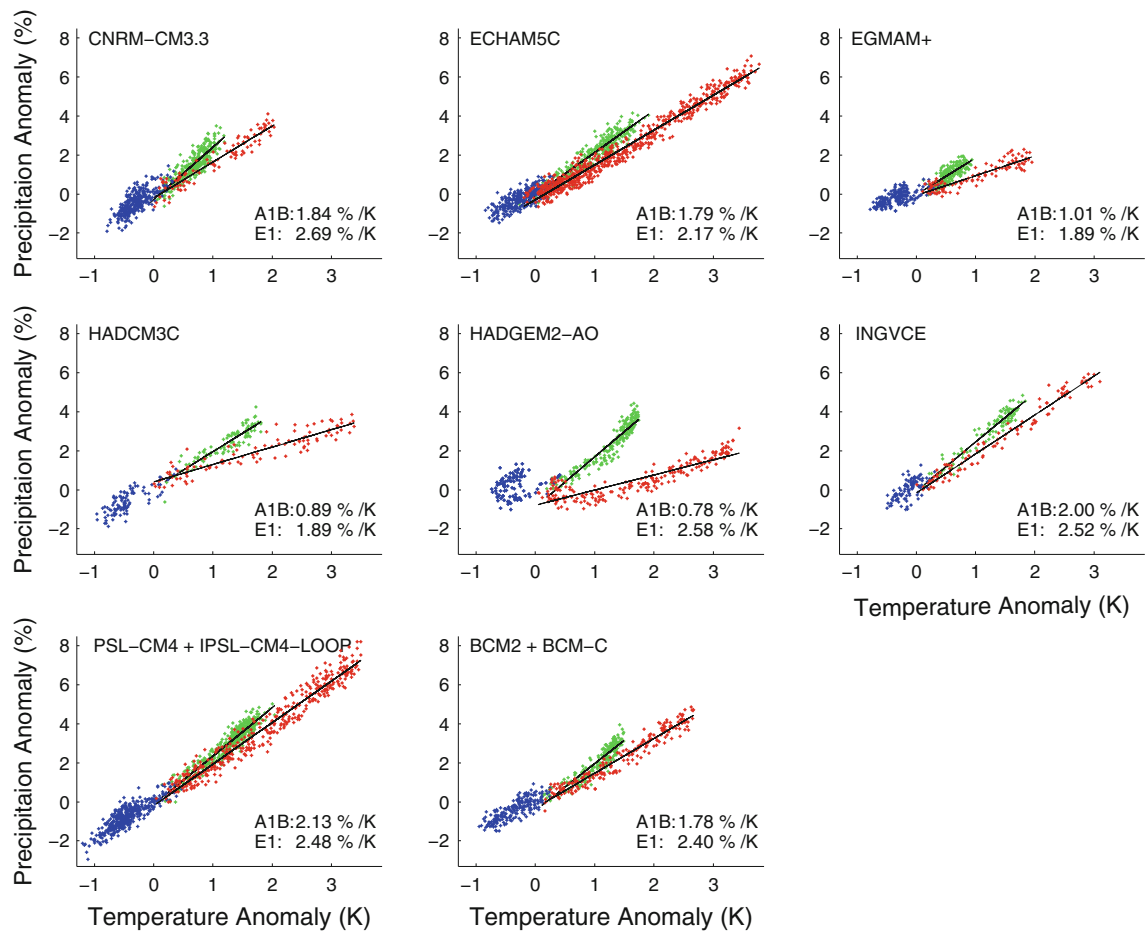 Precipitaion Anomaly (%)
8
6
4
2
0
−2
−1
0
1
2
3
CNRM−CM3.3
A1B:1.84 % /K
E1: 2.69 % /K
8
6
4
2
0
−2
−1
0
1
2
3
ECHAM5C
A1B:1.79 % /K
E1: 2.17 % /K
8
6
4
2
0
−2
−1
0
1
2
3
EGMAM+
A1B:1.01 % /K
E1: 1.89 % /K
Precipitaion Anomaly (%)
8
6
4
2
0
−2
−1
0
1
2
3
HADCM3C
A1B:0.89 % /K
E1: 1.89 % /K
8
6
4
2
0
−2
−1
0
1
2
3
HADGEM2−AO
A1B:0.78 % /K
E1: 2.58 % /K
8
6
4
2
0
−2
−1
0
1
2
3
INGVCE
A1B:2.00 % /K
E1: 2.52 % /K
Temperature Anomaly (K)
Precipitaion Anomaly (%)
8
6
4
2
0
−2
−1
0
1
2
3
PSL−CM4 + IPSL−CM4−LOOP
A1B:2.13 % /K
E1: 2.48 % /K
Temperature Anomaly (K)
8
6
4
2
0
−2
−1
0
1
2
3
BCM2 + BCM−C
A1B:1.78 % /K
E1: 2.40 % /K
Temperature Anomaly (K)